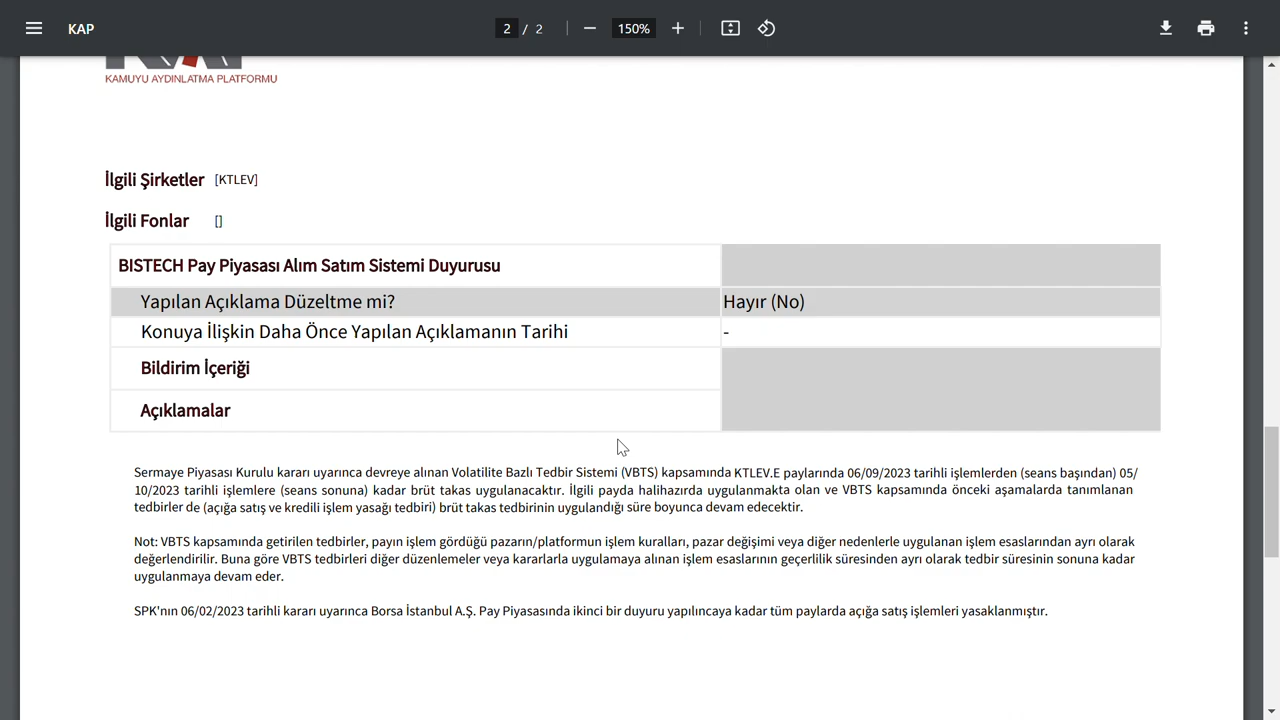 KAP
2 / 2
150%
KAMUYU AYDINLATMA PLATFORMU
İlgili Şirketler [KTLEV]
İlgili Fonlar []
BISTECH Pay Piyasası Alım Satım Sistemi Duyurusu
Yapılan Açıklama Düzeltme mi? Hayır (No)
Konuya İlişkin Daha Önce Yapılan Açıklamanın Tarihi -
Bildirim İçeriği
Açıklamalar
Sermaye Piyasası Kurulu kararı uyarınca devreye alınan Volatilite Bazlı Tedbir Sistemi (VBTS) kapsamında KTLEV.E paylarında 06/09/2023 tarihli işlemlerden (seans başından) 05/
10/2023 tarihli işlemlere (seans sonuna) kadar brüt takas uygulanacaktır. İlgili payda halihazırda uygulanmakta olan ve VBTS kapsamında önceki aşamalarda tanımlanan
tedbirler de (açığa satış ve kredili işlem yasağı tedbiri) brüt takas tedbirinin uygulandığı süre boyunca devam edecektir.
Not: VBTS kapsamında getirilen tedbirler, payın işlem gördüğü pazarın/platformun işlem kuralları, pazar değişimi veya diğer nedenlerle uygulanan işlem esaslarından ayrı olarak
değerlendirilir. Buna göre VBTS tedbirleri diğer düzenlemeler veya kararlarla uygulamaya alınan işlem esaslarının geçerlilik süresinden ayrı olarak tedbir süresinin sonuna kadar
uygulanmaya devam eder.
SPK'nın 06/02/2023 tarihli kararı uyarınca Borsa İstanbul A.Ş. Pay Piyasasında ikinci bir duyuru yapılıncaya kadar tüm paylarda açığa satış işlemleri yasaklanmıştır.